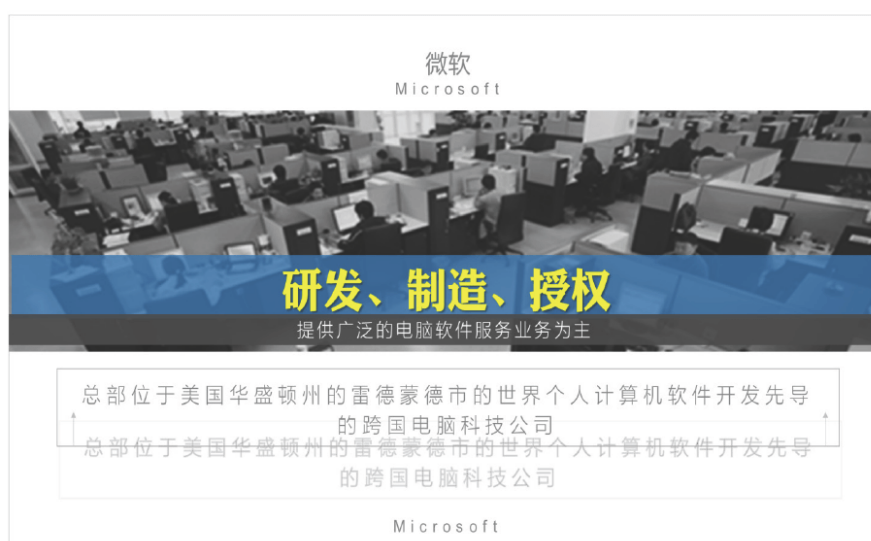 微软
Microsoft
研发、制造、授权
提供广泛的电脑软件服务业务为主
总部位于美国华盛顿州的雷德蒙德市的世界个人计算机软件开发先导
的跨国电脑科技公司
总部位于美国华盛顿州的雷德蒙德市的世界个人计算机软件开发先导
的跨国电脑科技公司
Microsoft